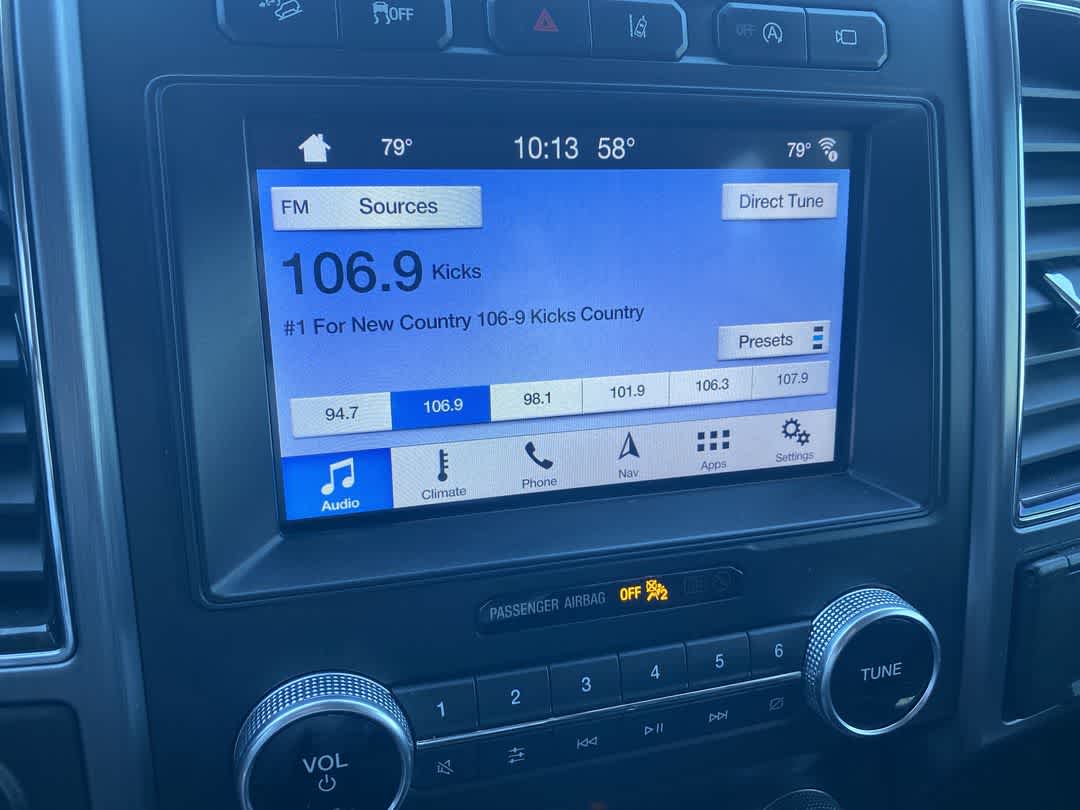 OFF
OFF
79° 10:13 58° 79°
FM Sources Direct Tune
106.9 Kicks
#1 For New Country 106-9 Kicks Country
Presets
94.7 106.9 98.1 101.9 106.3 107.9
Audio Climate Phone Nav Apps Settings
PASSENGER AIRBAG OFF 2
1 2 3 4 5 6
VOL
TUNE